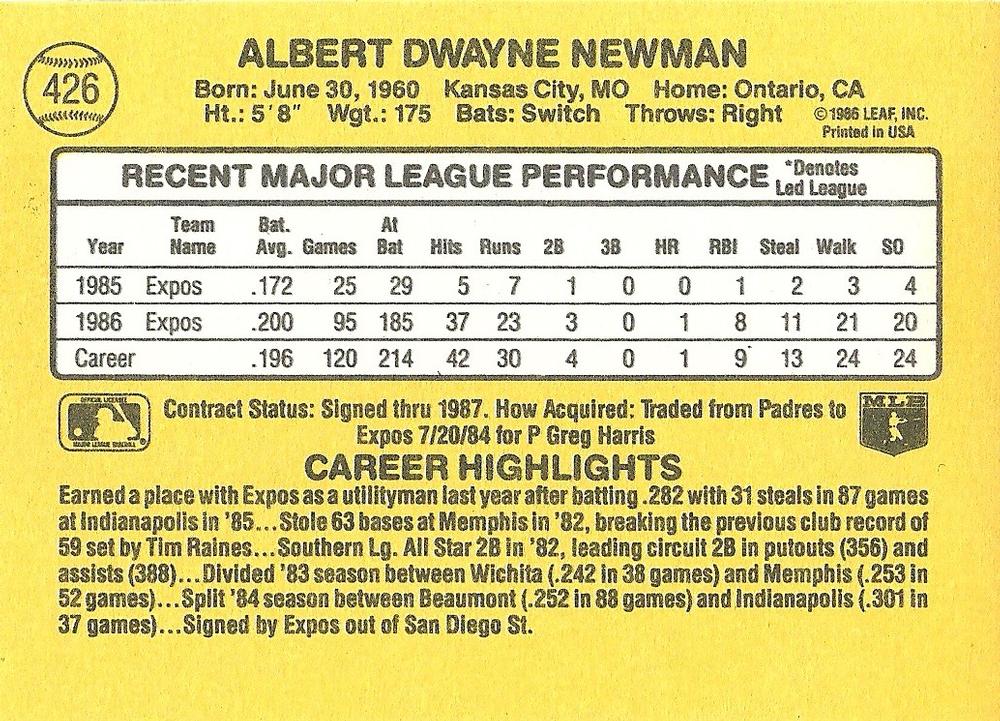 ALBERT DWAYNE NEWMAN
426
Born: June 30, 1960 Kansas City, MO Home: Ontario, CA
Ht.: 5'8" Wgt.: 175 Bats: Switch Throws: Right
©1986 LEAF, INC.
Printed in USA
RECENT MAJOR LEAGUE PERFORMANCE *Denotes Led League
Year Team Name Bat. Avg. Games At Bat Hits Runs 2B 3B HR RBI Steal Walk SO
1985 Expos .172 25 29 5 7 1 0 0 1 2 3 4
1986 Expos .200 95 185 37 23 3 0 1 8 11 21 20
Career .196 120 214 42 30 4 0 1 9 13 24 24
OFFICIAL LICENSEE
MAJOR LEAGUE BASEBALL
MLB
Contract Status: Signed thru 1987. How Acquired: Traded from Padres to
Expos 7/20/84 for P Greg Harris
CAREER HIGHLIGHTS
Earned a place with Expos as a utilityman last year after batting .282 with 31 steals in 87 games
at Indianapolis in '85...Stole 63 bases at Memphis in '82, breaking the previous club record of
59 set by Tim Raines...Southern Lg. All Star 2B in '82, leading circuit 2B in putouts (356) and
assists (388)...Divided '83 season between Wichita (.242 in 38 games) and Memphis (.253 in
52 games)...Split '84 season between Beaumont (.252 in 88 games) and Indianapolis (.301 in
37 games)...Signed by Expos out of San Diego St.